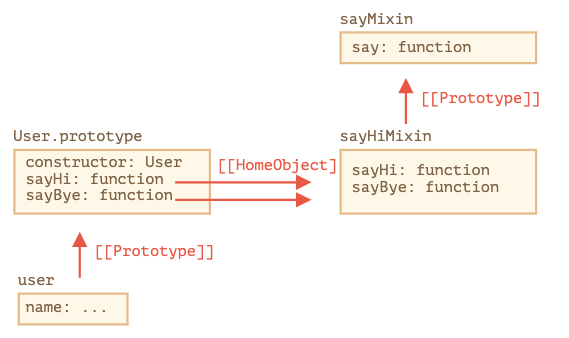 sayMixin
say: function
[[Prototype]]
User.prototype
sayHiMixin
constructor: User
sayHi: function
sayBye: function
[[HomeObject]
sayHi: function
sayBye: function
[[Prototype]]
user
name: ...